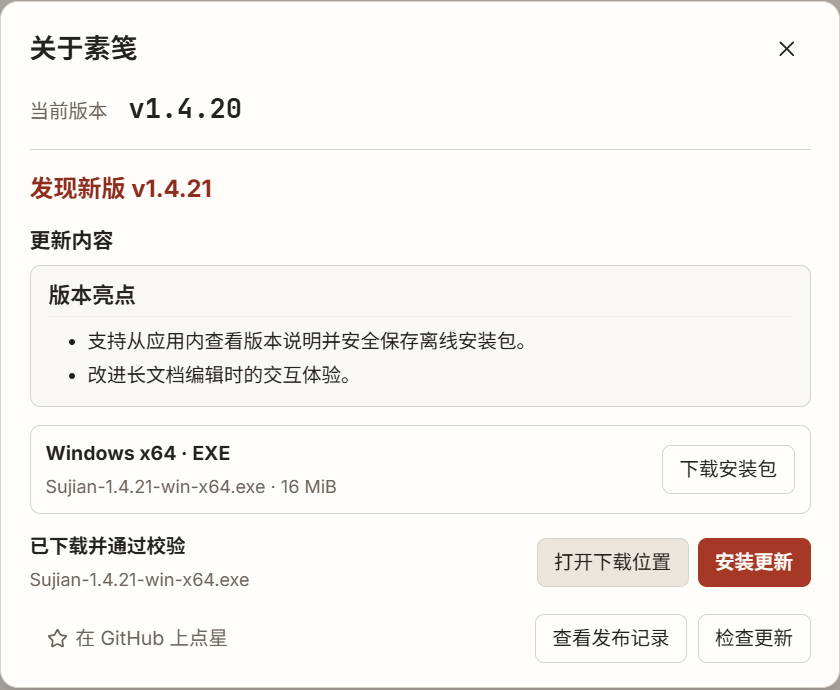 关于素笺
当前版本 v1.4.20
发现新版 v1.4.21
更新内容
版本亮点
• 支持从应用内查看版本说明并安全保存离线安装包。
• 改进长文档编辑时的交互体验。
Windows x64 · EXE
Sujian-1.4.21-win-x64.exe · 16 MiB
下载安装包
已下载并通过校验
Sujian-1.4.21-win-x64.exe
打开下载位置
安装更新
在 GitHub 上点星
查看发布记录
检查更新